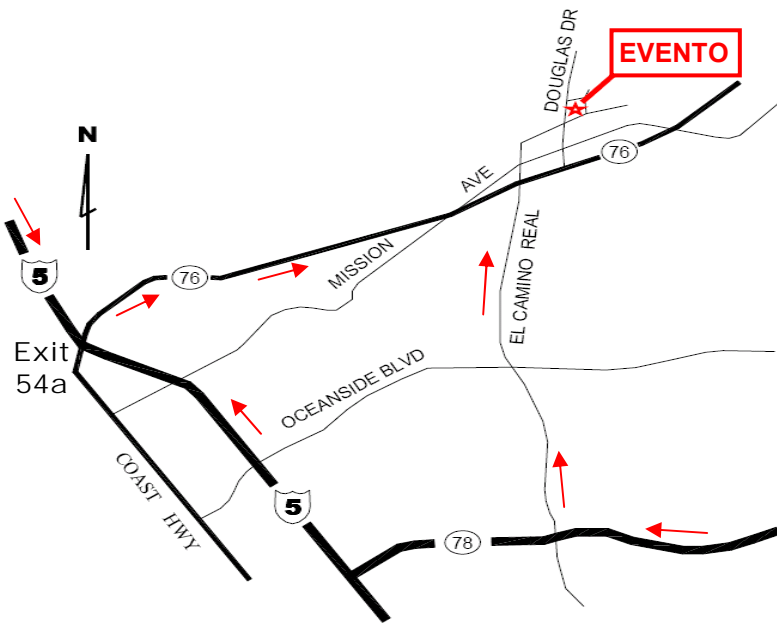 DOUGLAS DR
EVENTO
N
76
AVE
5
76
MISSION
EL CAMINO REAL
Exit
54a
OCEANSIDE BLVD
COAST HWY
5
78